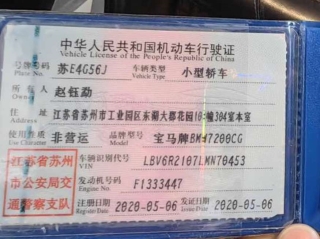 中华人民共和国机动车行驶证
Vehicle License of the People's Republic of China
号牌号码 苏E4G56J 车辆类型 小型轿车
Plate No. Vehicle Type
所有人 赵钰勐
Owner
住址 江苏省苏州市工业园区东湖大郡花园10幢304室本室
Address
使用性质 非营运 品牌型号 宝马牌BMW7200CG
Use Character Model
江苏省苏州
市公安局交
通警察支队
车辆识别代号 LBV6R2107LMN70453
VIN
发动机号码 F1333447
Engine No.
注册日期 2020-05-06 发证日期 2020-05-06
Register Date Issue Date